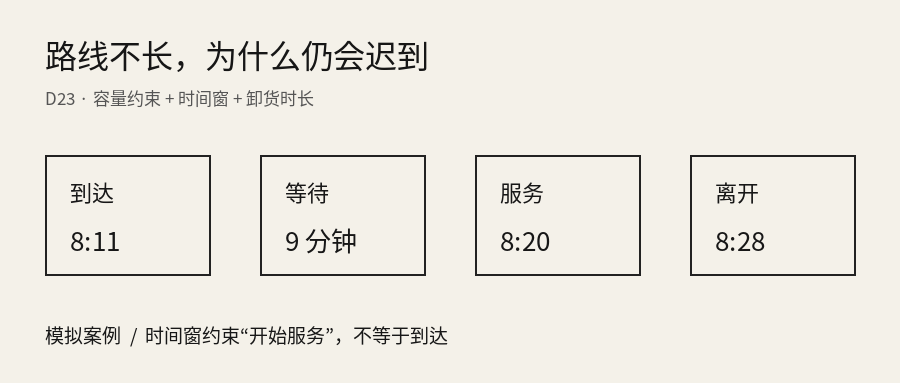 路线不长，为什么仍会迟到
D23 · 容量约束 + 时间窗 + 卸货时长
到达
8:11
等待
9 分钟
服务
8:20
离开
8:28
模拟案例 / 时间窗约束“开始服务”，不等于到达